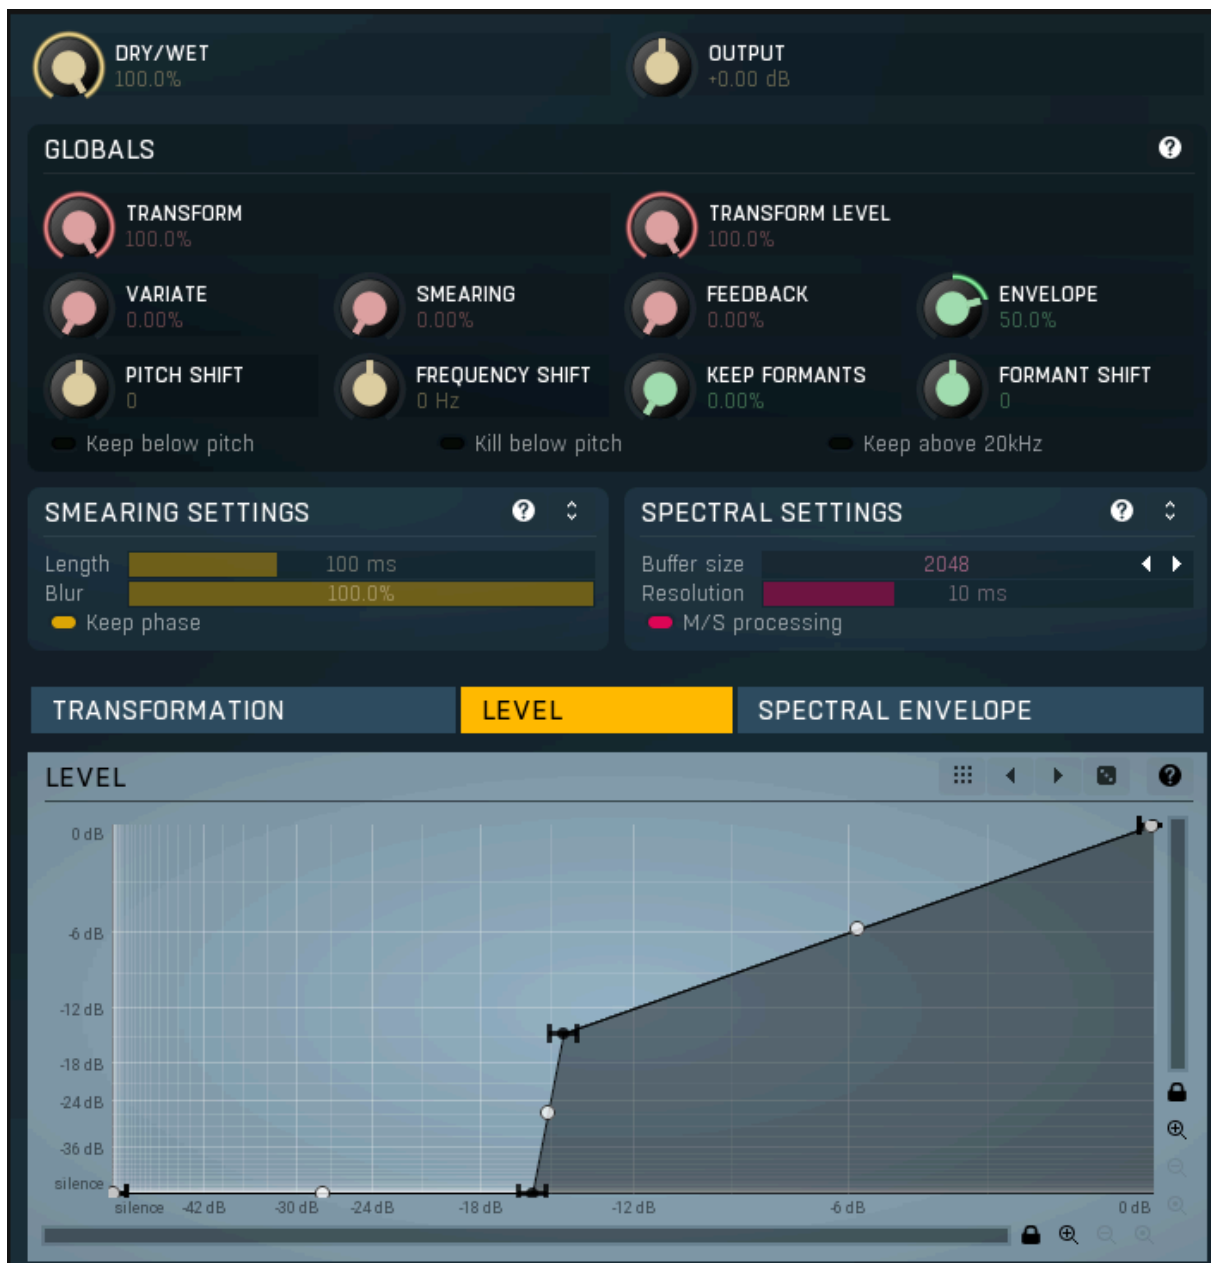 DRY/WET
100.0%
OUTPUT
+0.00 dB
GLOBALS
?
TRANSFORM
100.0%
TRANSFORM LEVEL
100.0%
VARIATE
0.00%
SMEARING
0.00%
FEEDBACK
0.00%
ENVELOPE
50.0%
PITCH SHIFT
0
FREQUENCY SHIFT
0 Hz
KEEP FORMANTS
0.00%
FORMANT SHIFT
0
Keep below pitch
Kill below pitch
Keep above 20kHz
SMEARING SETTINGS
?
Length 100 ms
Blur 100.0%
Keep phase
SPECTRAL SETTINGS
?
Buffer size 2048
Resolution 10 ms
M/S processing
TRANSFORMATION
LEVEL
SPECTRAL ENVELOPE
LEVEL
?
0 dB
-6 dB
-12 dB
-18 dB
-24 dB
-36 dB
silence
silence -42 dB -30 dB -24 dB -18 dB -12 dB -6 dB 0 dB